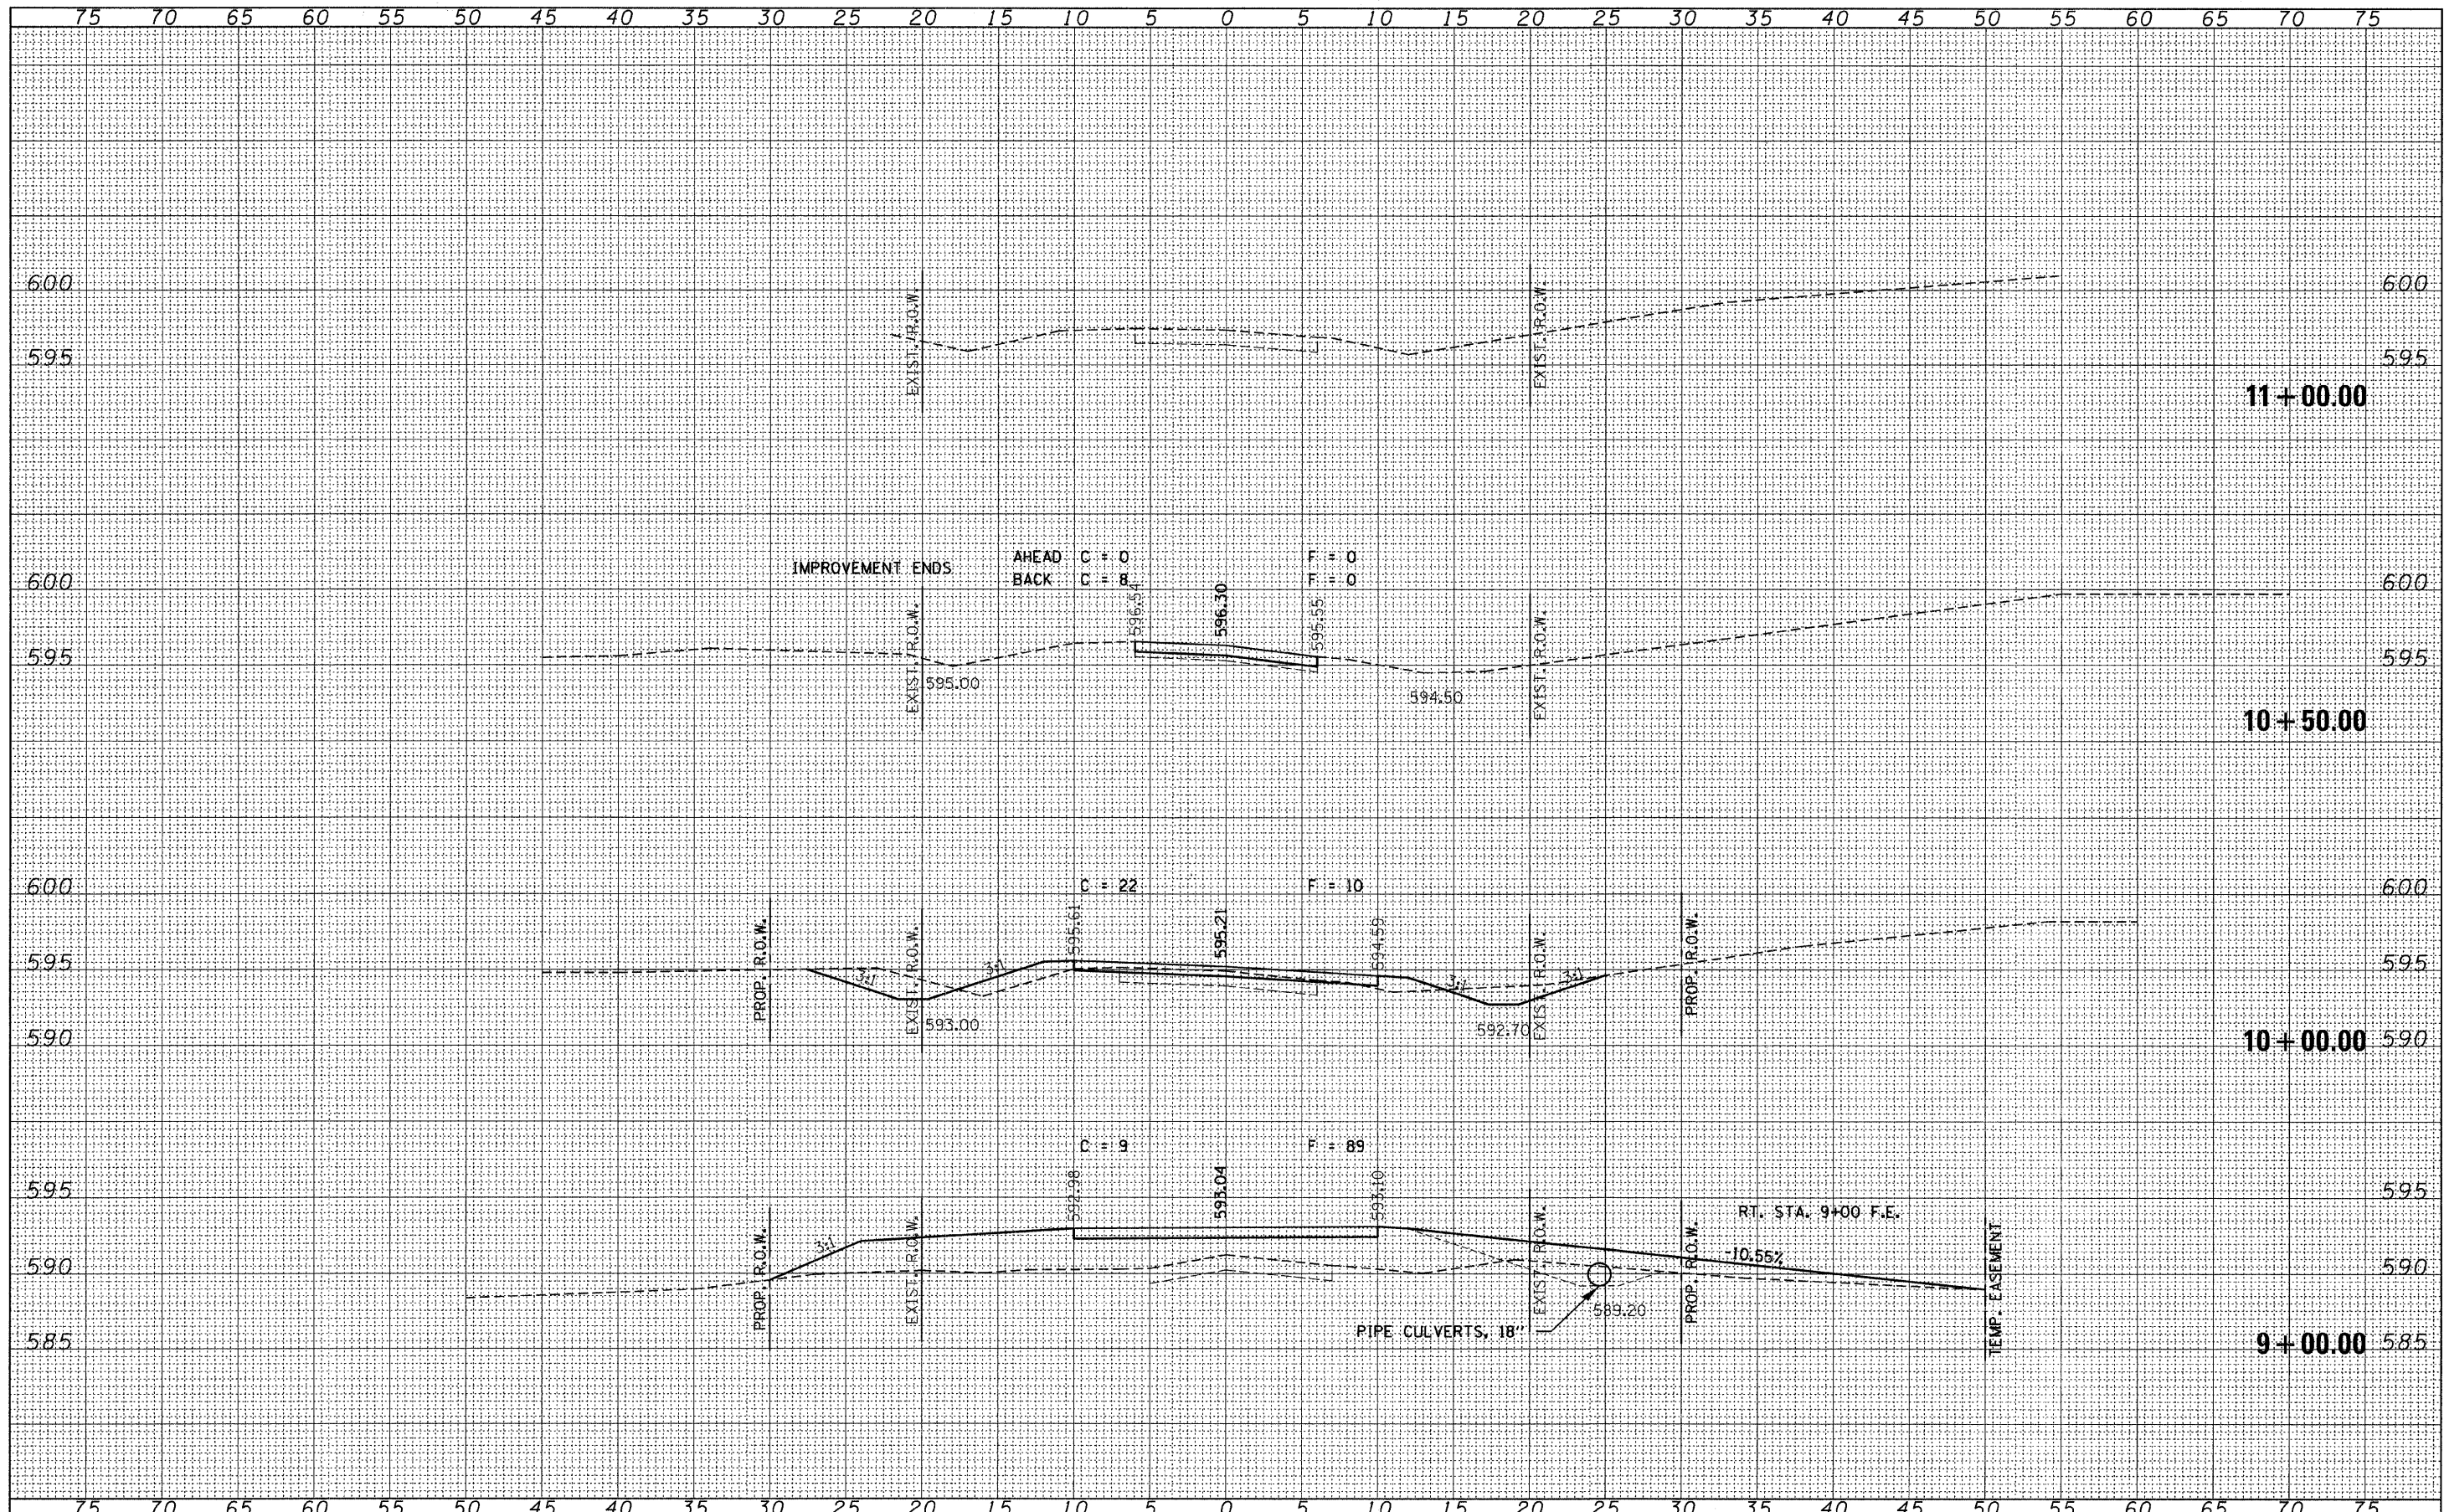 75 70 65 60 55 50 45 40 35 30 25 20 15 10 5 0 5 10 15 20 25 30 35 40 45 50 55 60 65 70 75
600 600
EXIST. R.O.W. EXIST. R.O.W.
595 595
11+00.00
AHEAD C = 0 F = 0
IMPROVEMENT ENDS
BACK C = 8 F = 0
600 600
596.54 596.30 595.55
EXIST. R.O.W. EXIST. R.O.W.
595 595
595.00 594.50
10+50.00
C = 22 F = 10
600 600
595.61 595.21 594.59
PROP. R.O.W. EXIST. R.O.W. EXIST. R.O.W. PROP. R.O.W.
595 595
3:1 3:1 3:1 3:1
593.00 592.70
590 10+00.00 590
C = 9 F = 89
592.98 593.04 593.10
595 595
RT. STA. 9+00 F.E.
PROP. R.O.W. EXIST. R.O.W. EXIST. R.O.W. PROP. R.O.W. TEMP. EASEMENT
3:1
-10.55%
590 590
589.20
PIPE CULVERTS, 18"
585 9+00.00 585
75 70 65 60 55 50 45 40 35 30 25 20 15 10 5 0 5 10 15 20 25 30 35 40 45 50 55 60 65 70 75